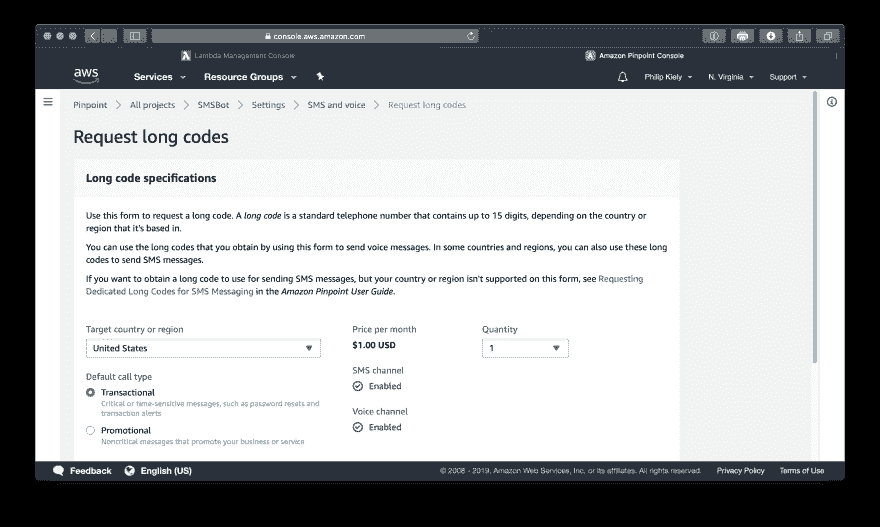 console.aws.amazon.com
Lambda Management Console
Amazon Pinpoint Console
aws
Services
Resource Groups
Philip Kiely
N. Virginia
Support
Pinpoint > All projects > SMSBot > Settings > SMS and voice > Request long codes
Request long codes
Long code specifications
Use this form to request a long code. A long code is a standard telephone number that contains up to 15 digits, depending on the country or
region that it's based in.
You can use the long codes that you obtain by using this form to send voice messages. In some countries and regions, you can also use these long
codes to send SMS messages.
If you want to obtain a long code to use for sending SMS messages, but your country or region isn't supported on this form, see Requesting
Dedicated Long Codes for SMS Messaging in the Amazon Pinpoint User Guide.
Target country or region
United States
Price per month
$1.00 USD
Quantity
1
SMS channel
Enabled
Default call type
Transactional
Critical or time-sensitive messages, such as password resets and
transaction alerts
Voice channel
Enabled
Promotional
Noncritical messages that promote your business or service
Feedback
English (US)
© 2008 - 2019, Amazon Web Services, Inc. or its affiliates. All rights reserved.
Privacy Policy
Terms of Use